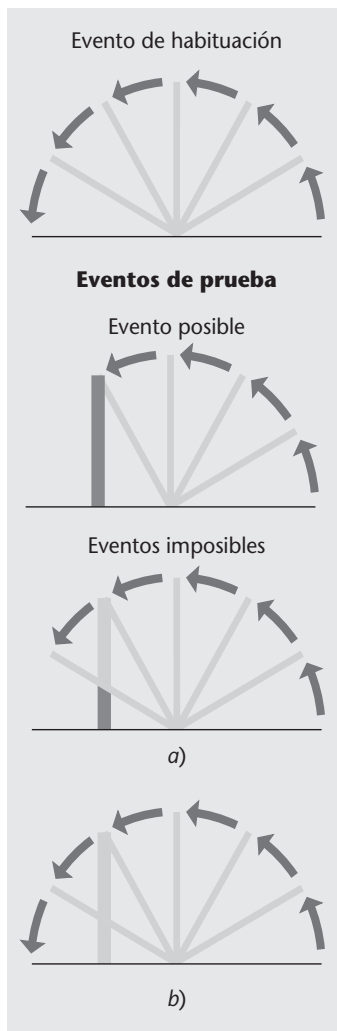 Evento de habituación
Eventos de prueba
Evento posible
Eventos imposibles
a)
b)